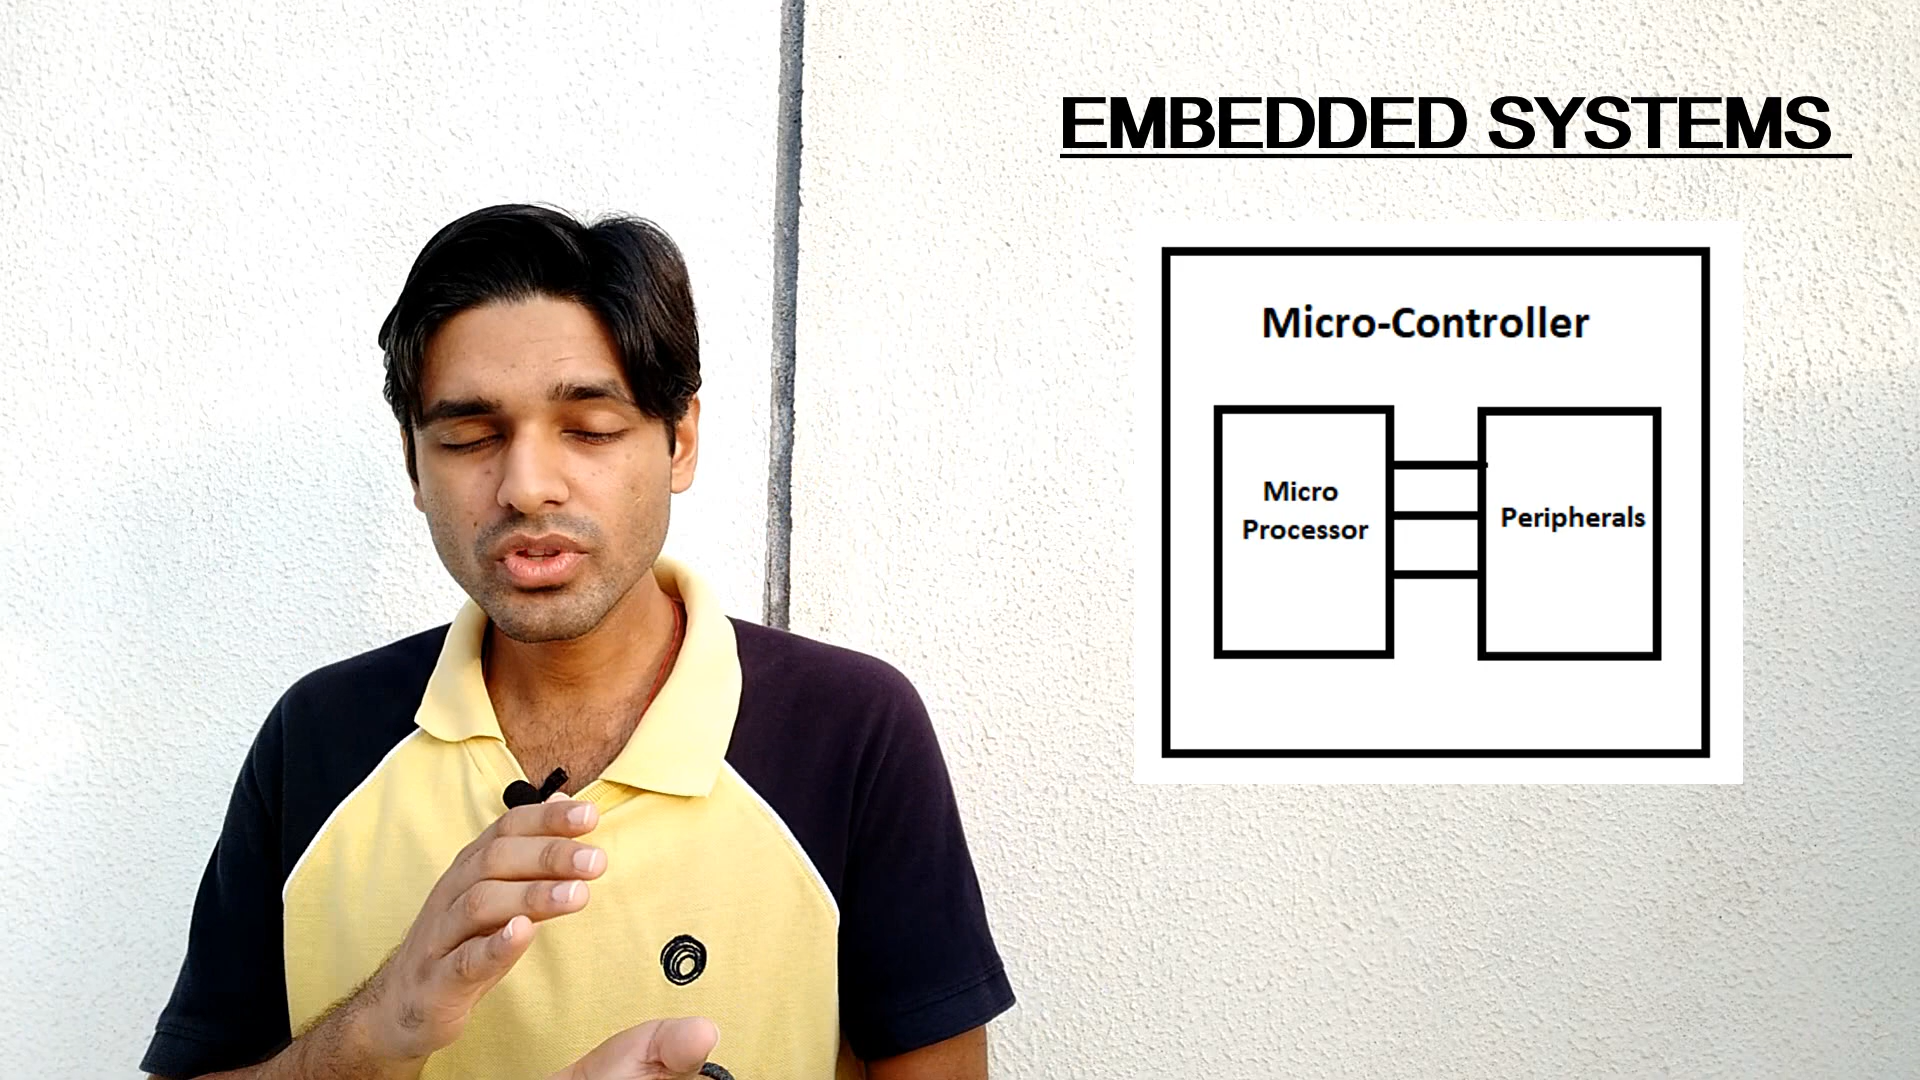 EMBEDDED SYSTEMS
Micro-Controller
Micro
Processor
Peripherals